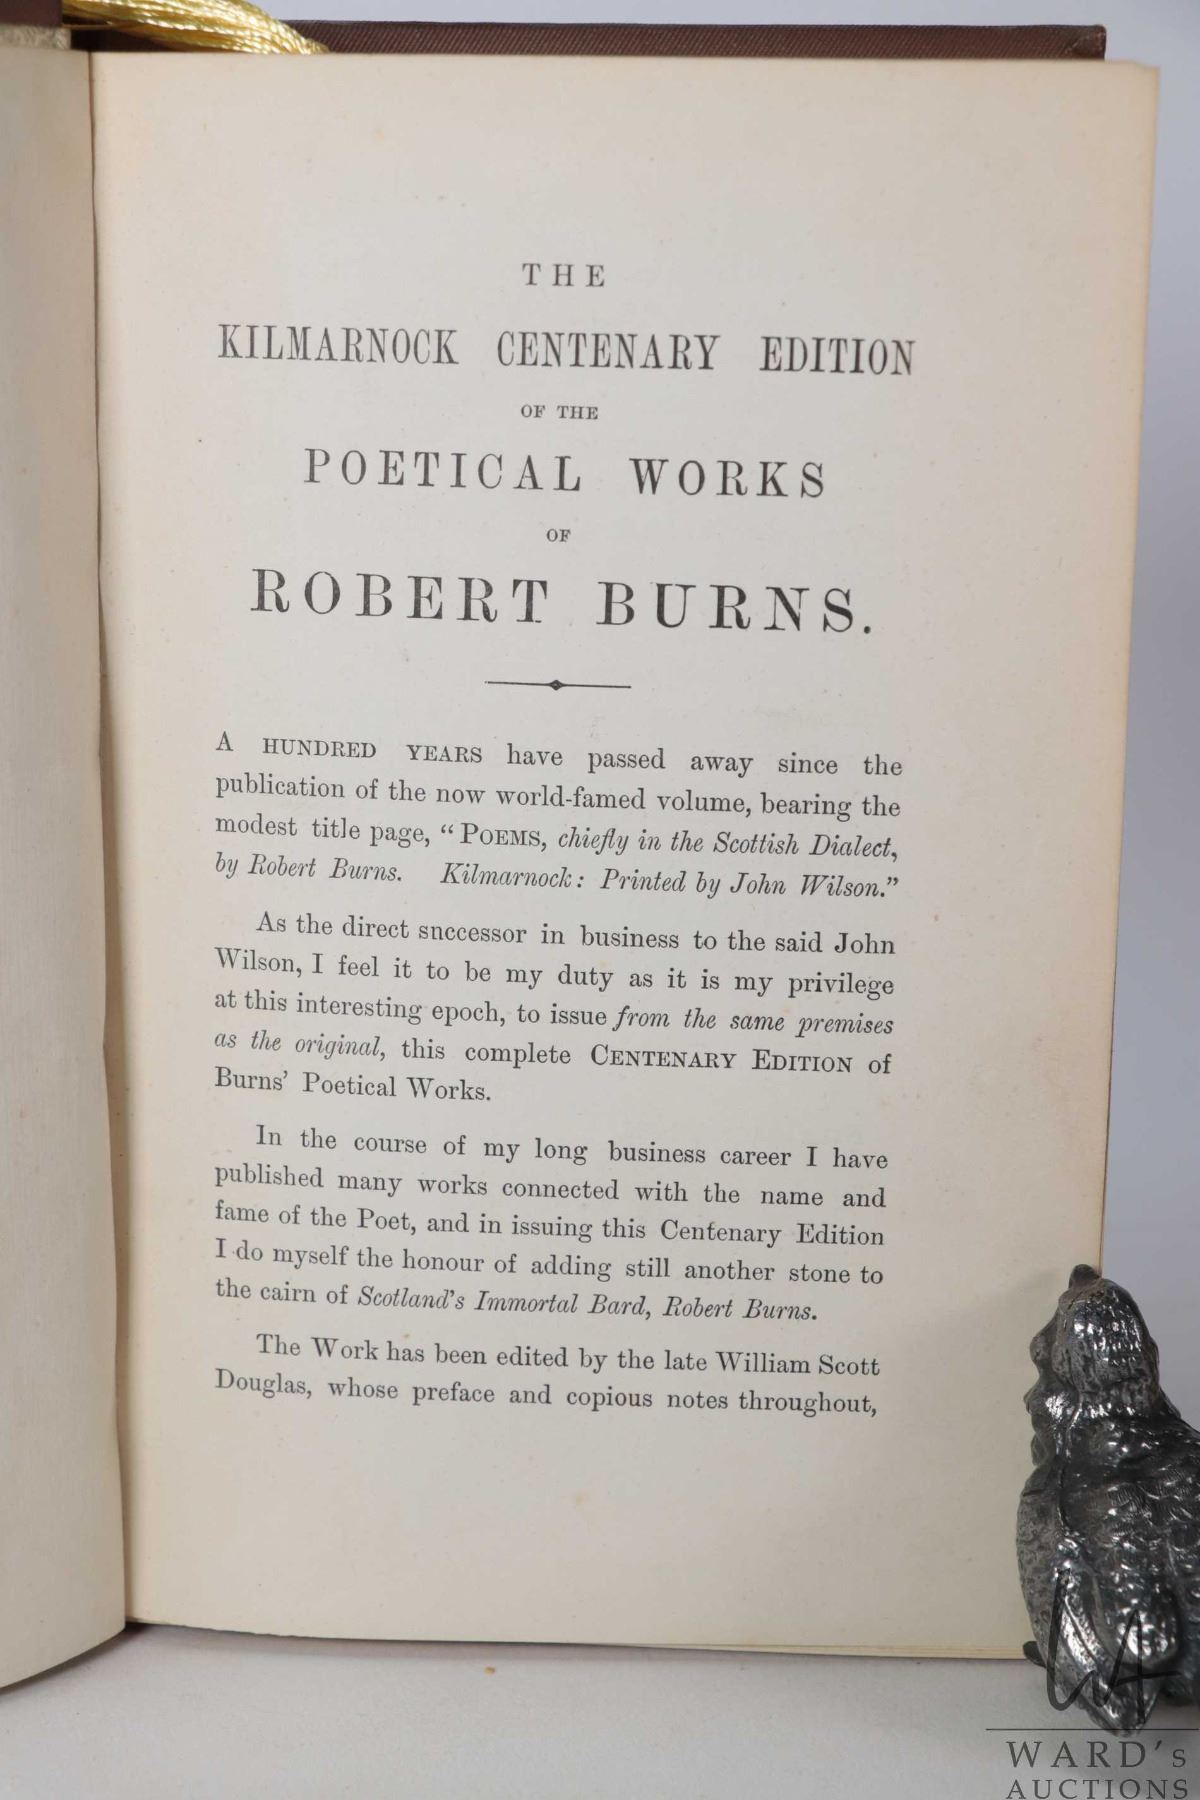 THE
KILMARNOCK CENTENARY EDITION
OF THE
POETICAL WORKS
OF
ROBERT BURNS.
A HUNDRED YEARS have passed away since the
publication of the now world-famed volume, bearing the
modest title page, “POEMS, chiefly in the Scottish Dialect,
by Robert Burns. Kilmarnock: Printed by John Wilson.”
As the direct snccessor in business to the said John
Wilson, I feel it to be my duty as it is my privilege
at this interesting epoch, to issue from the same premises
as the original, this complete CENTENARY EDITION of
Burns’ Poetical Works.
In the course of my long business career I have
published many works connected with the name and
fame of the Poet, and in issuing this Centenary Edition
I do myself the honour of adding still another stone to
the cairn of Scotland’s Immortal Bard, Robert Burns.
The Work has been edited by the late William Scott
Douglas, whose preface and copious notes throughout,
WA
WARD’s
AUCTIONS